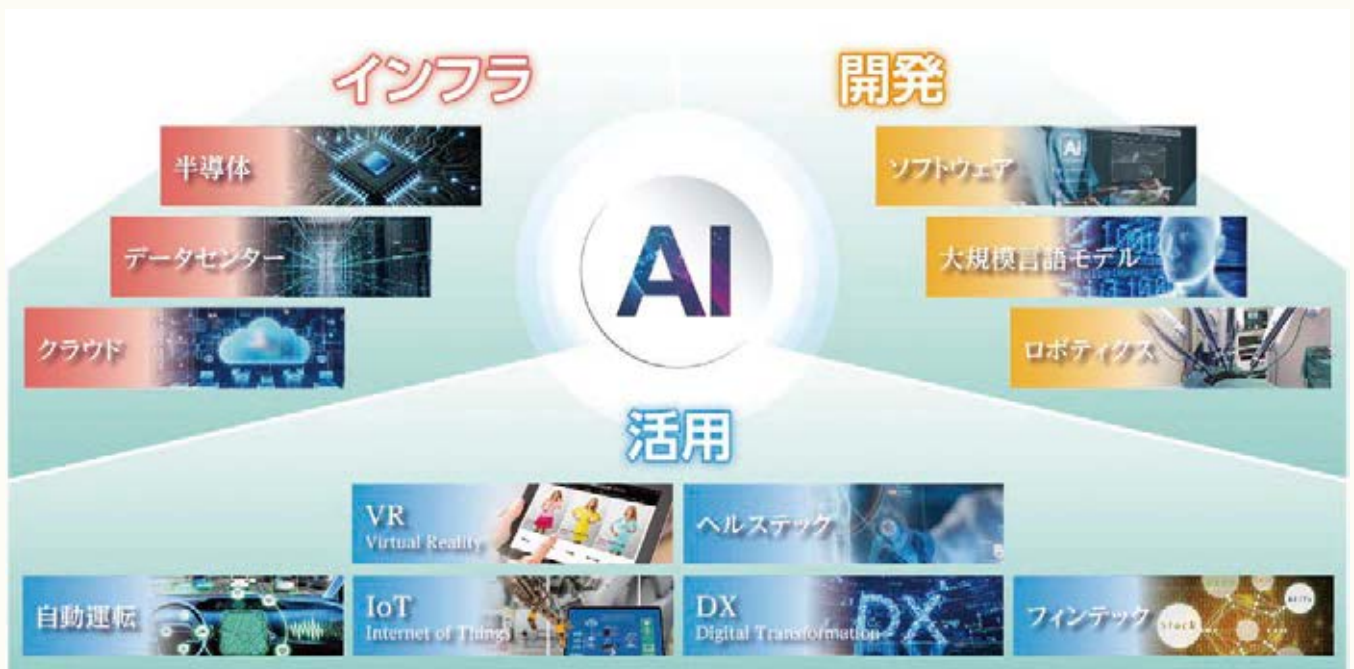 インフラ
半導体
データセンター
クラウド
AI
開発
AI
ソフトウェア
大規模言語モデル
ロボティクス
活用
VR
Virtual Reality
ヘルステック
自動運転
IoT
Internet of Things
DX
Digital Transformation
DX
フィンテック
Stock